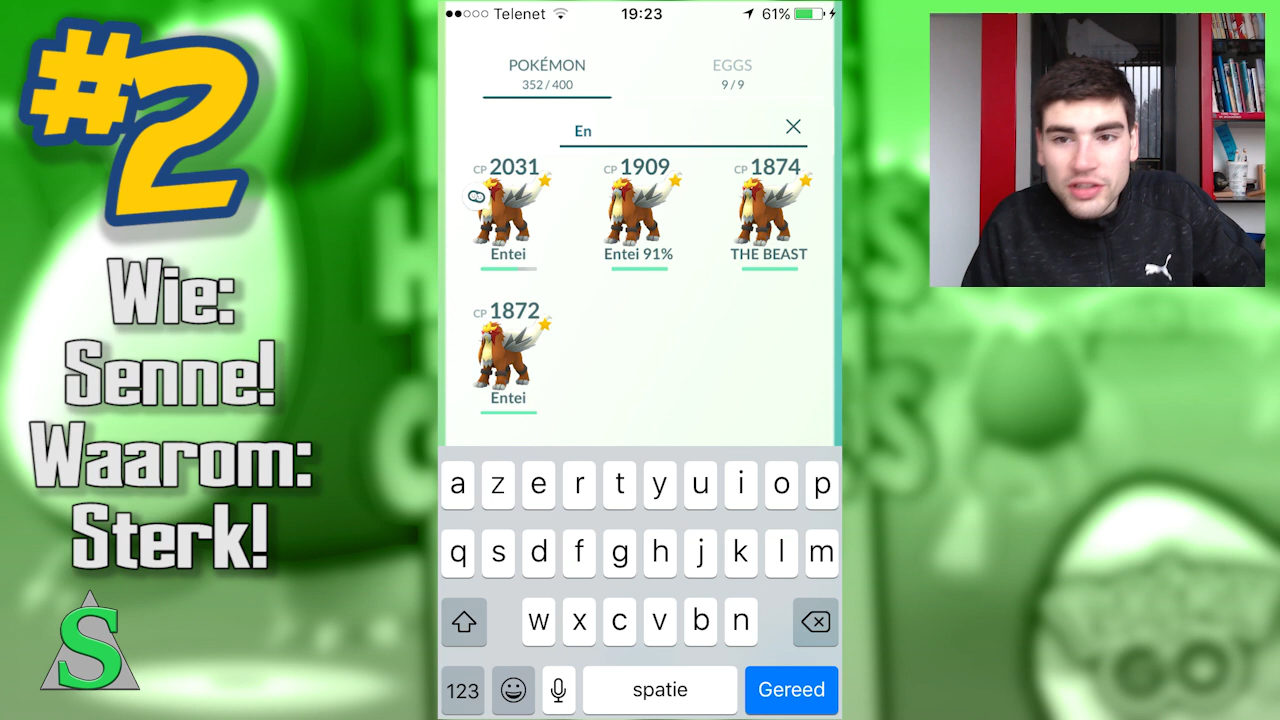 #2
Wie:
Senne!
Waarom:
Sterk!
S
Telenet 19:23 61%
POKÉMON EGGS
352 / 400 9 / 9
En
CP 2031 CP 1909 CP 1874
Entei Entei 91% THE BEAST
CP 1872
Entei
a z e r t y u i o p
q s d f g h j k l m
w x c v b n
123 spatie Gereed